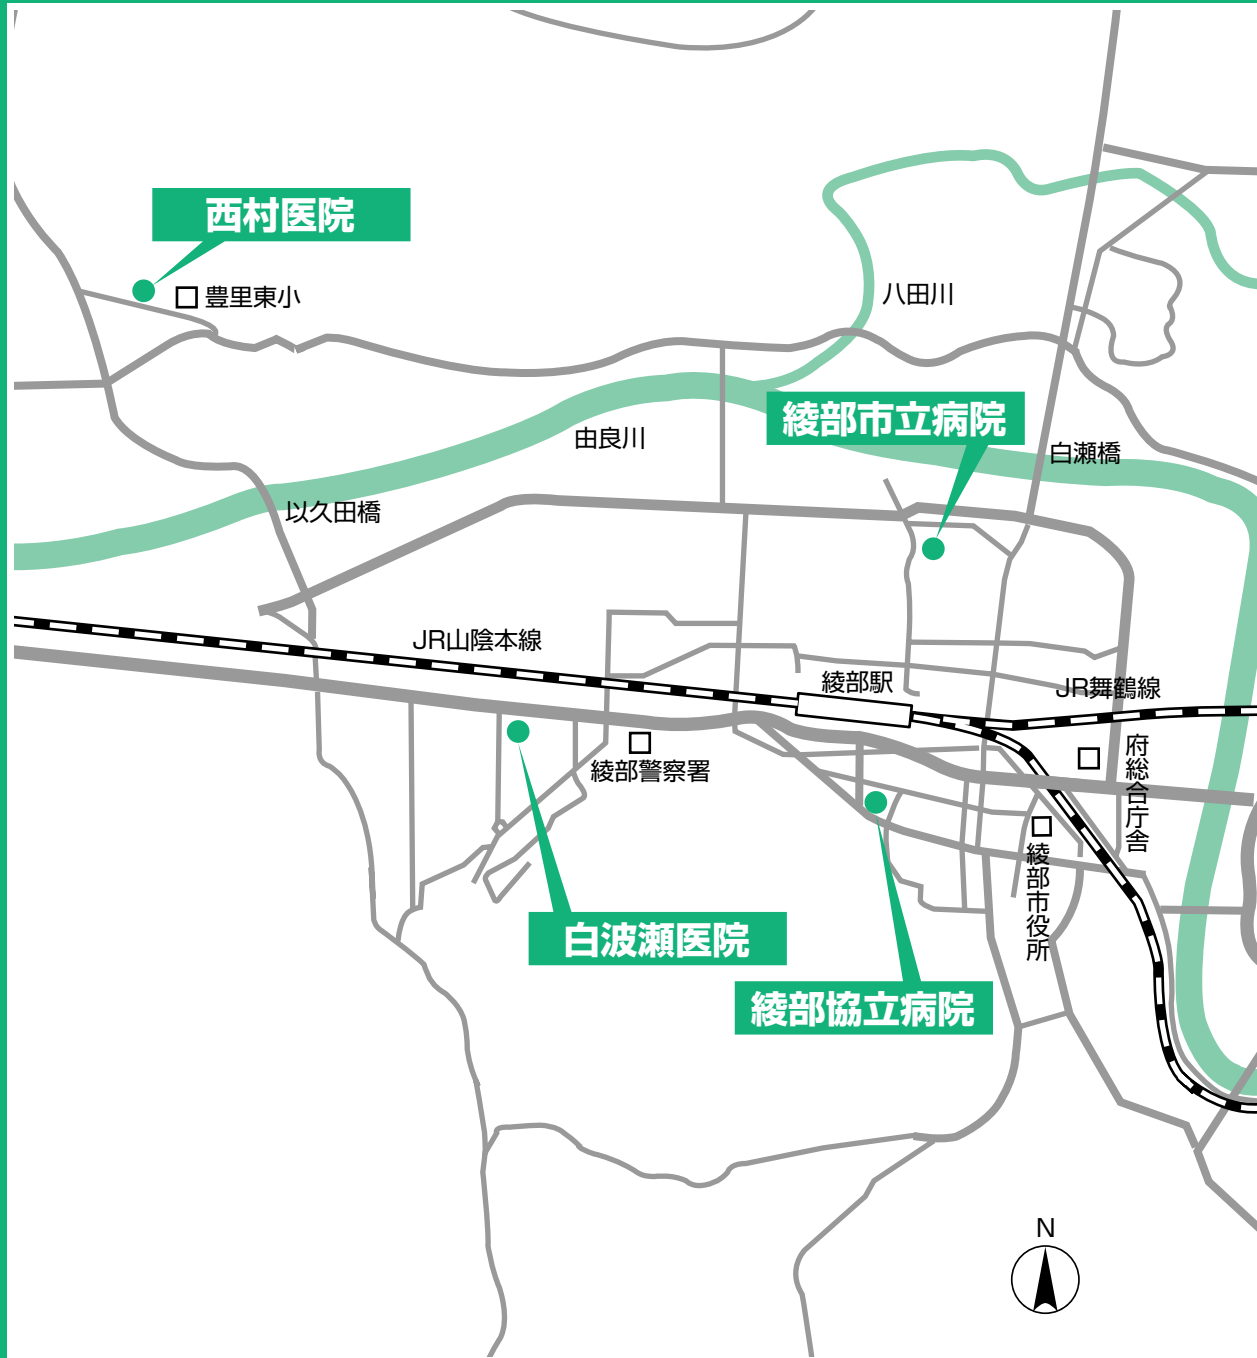 西村医院
豊里東小
八田川
綾部市立病院
由良川
白瀬橋
以久田橋
JR山陰本線
綾部駅
JR舞鶴線
府総合庁舎
綾部警察署
綾部市役所
白波瀬医院
綾部協立病院
N